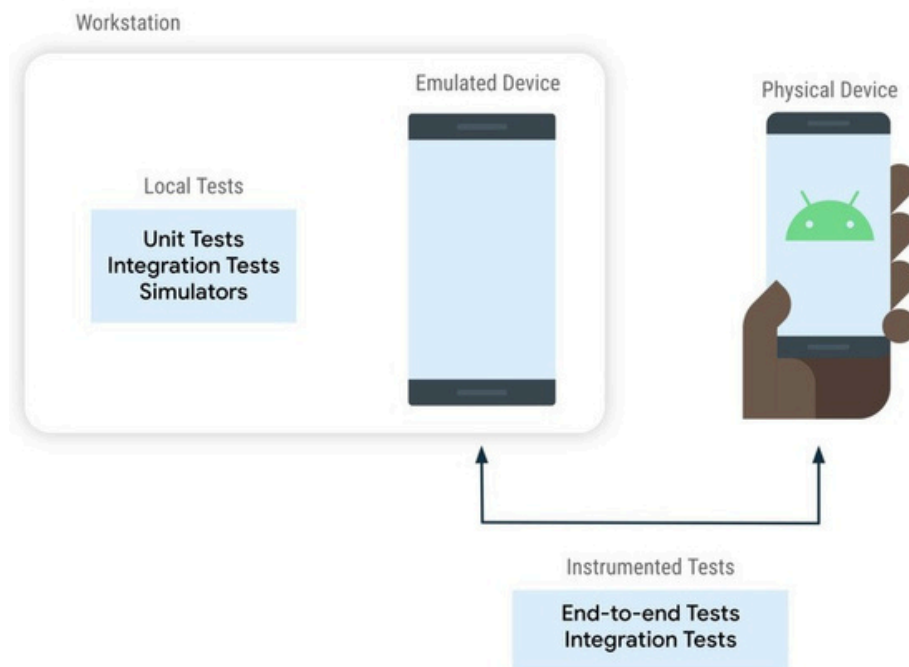 Workstation
Emulated Device
Physical Device
Local Tests
Unit Tests
Integration Tests
Simulators
Instrumented Tests
End-to-end Tests
Integration Tests